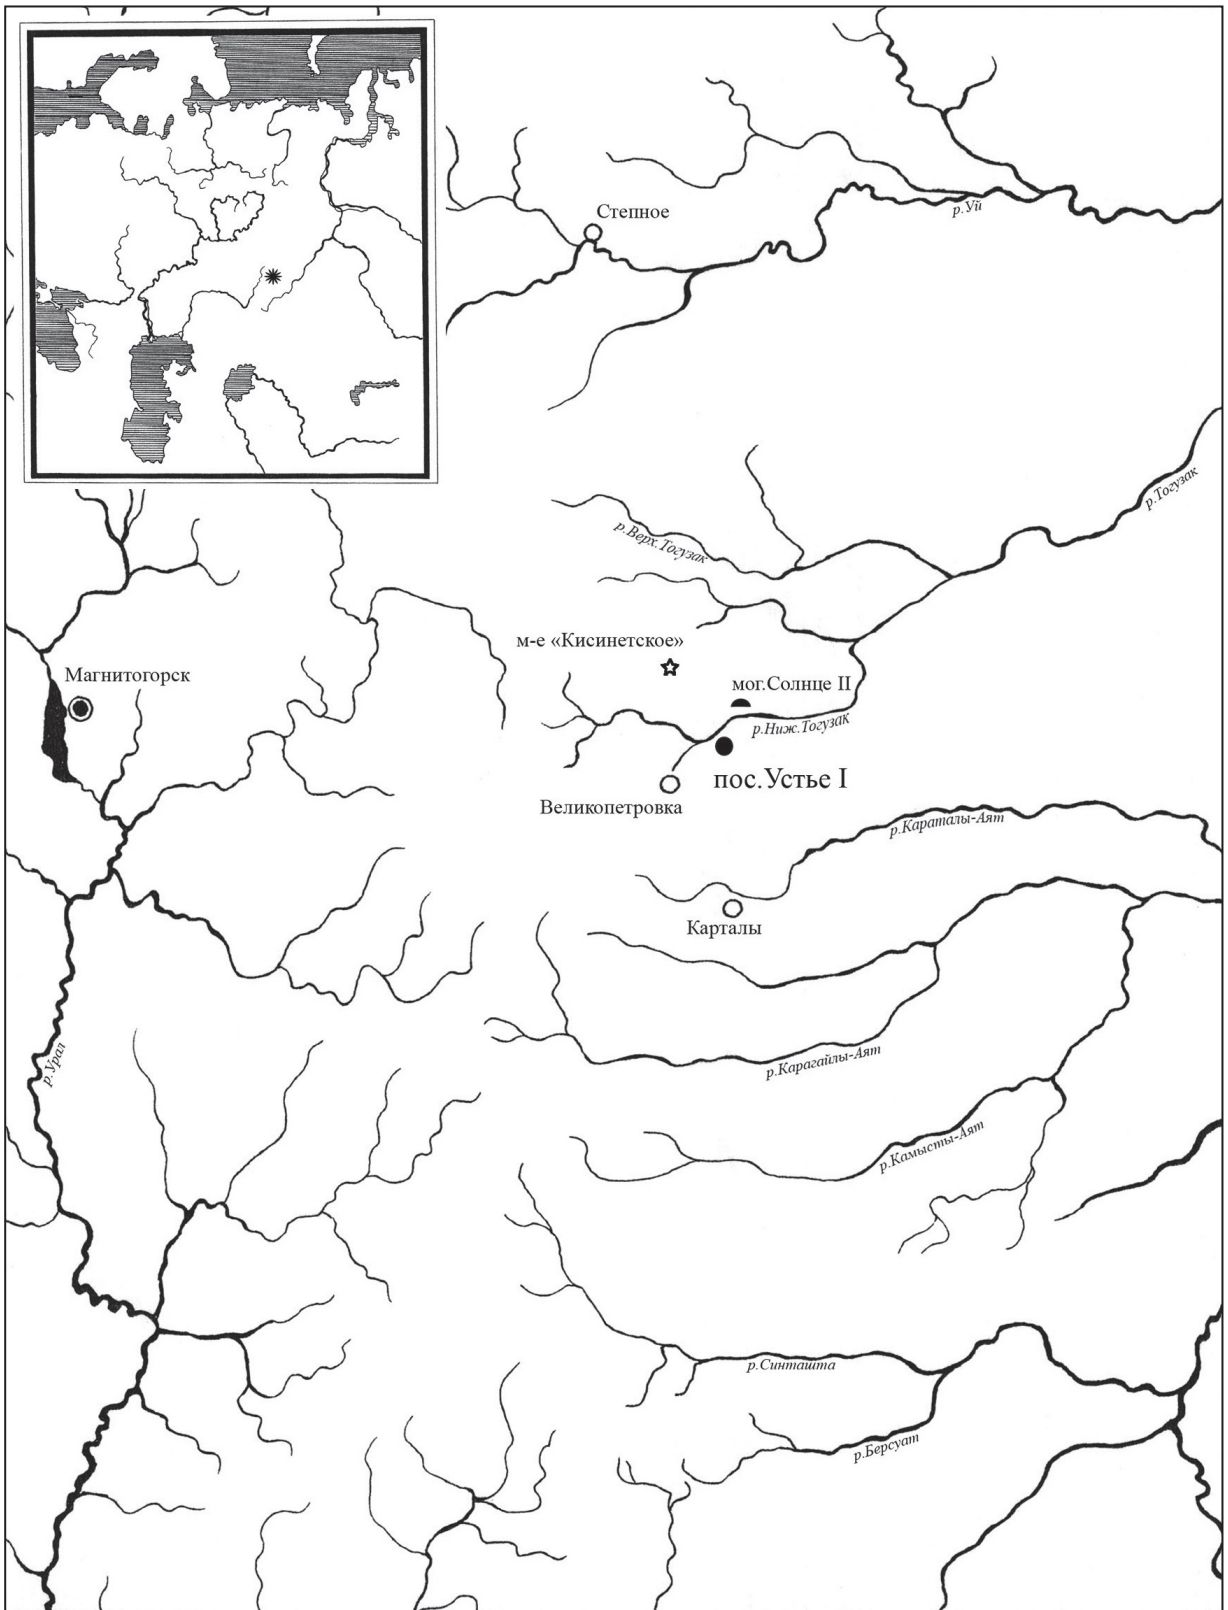 Степное
р.Уй
р.Тогузак
р.Верх.Тогузак
м-е «Кисинетское»
Магнитогорск
мог.Солнце II
р.Ниж.Тогузак
пос.Устье I
Великопетровка
р.Караталы-Аят
Карталы
р.Урал
р.Карагайлы-Аят
р.Камысты-Аят
р.Синташта
р.Берсуат